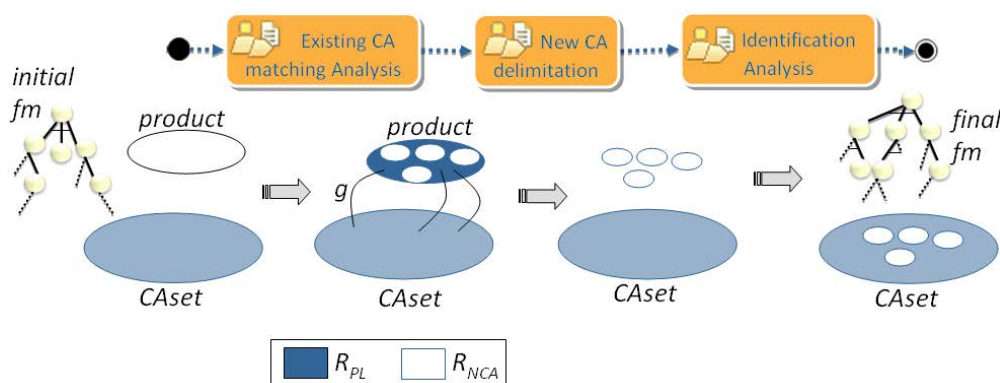 Existing CA
matching Analysis
New CA
delimitation
Identification
Analysis
initial
fm
product
CAset
product
g
CAset
CAset
final
fm
CAset
R_PL
R_NCA